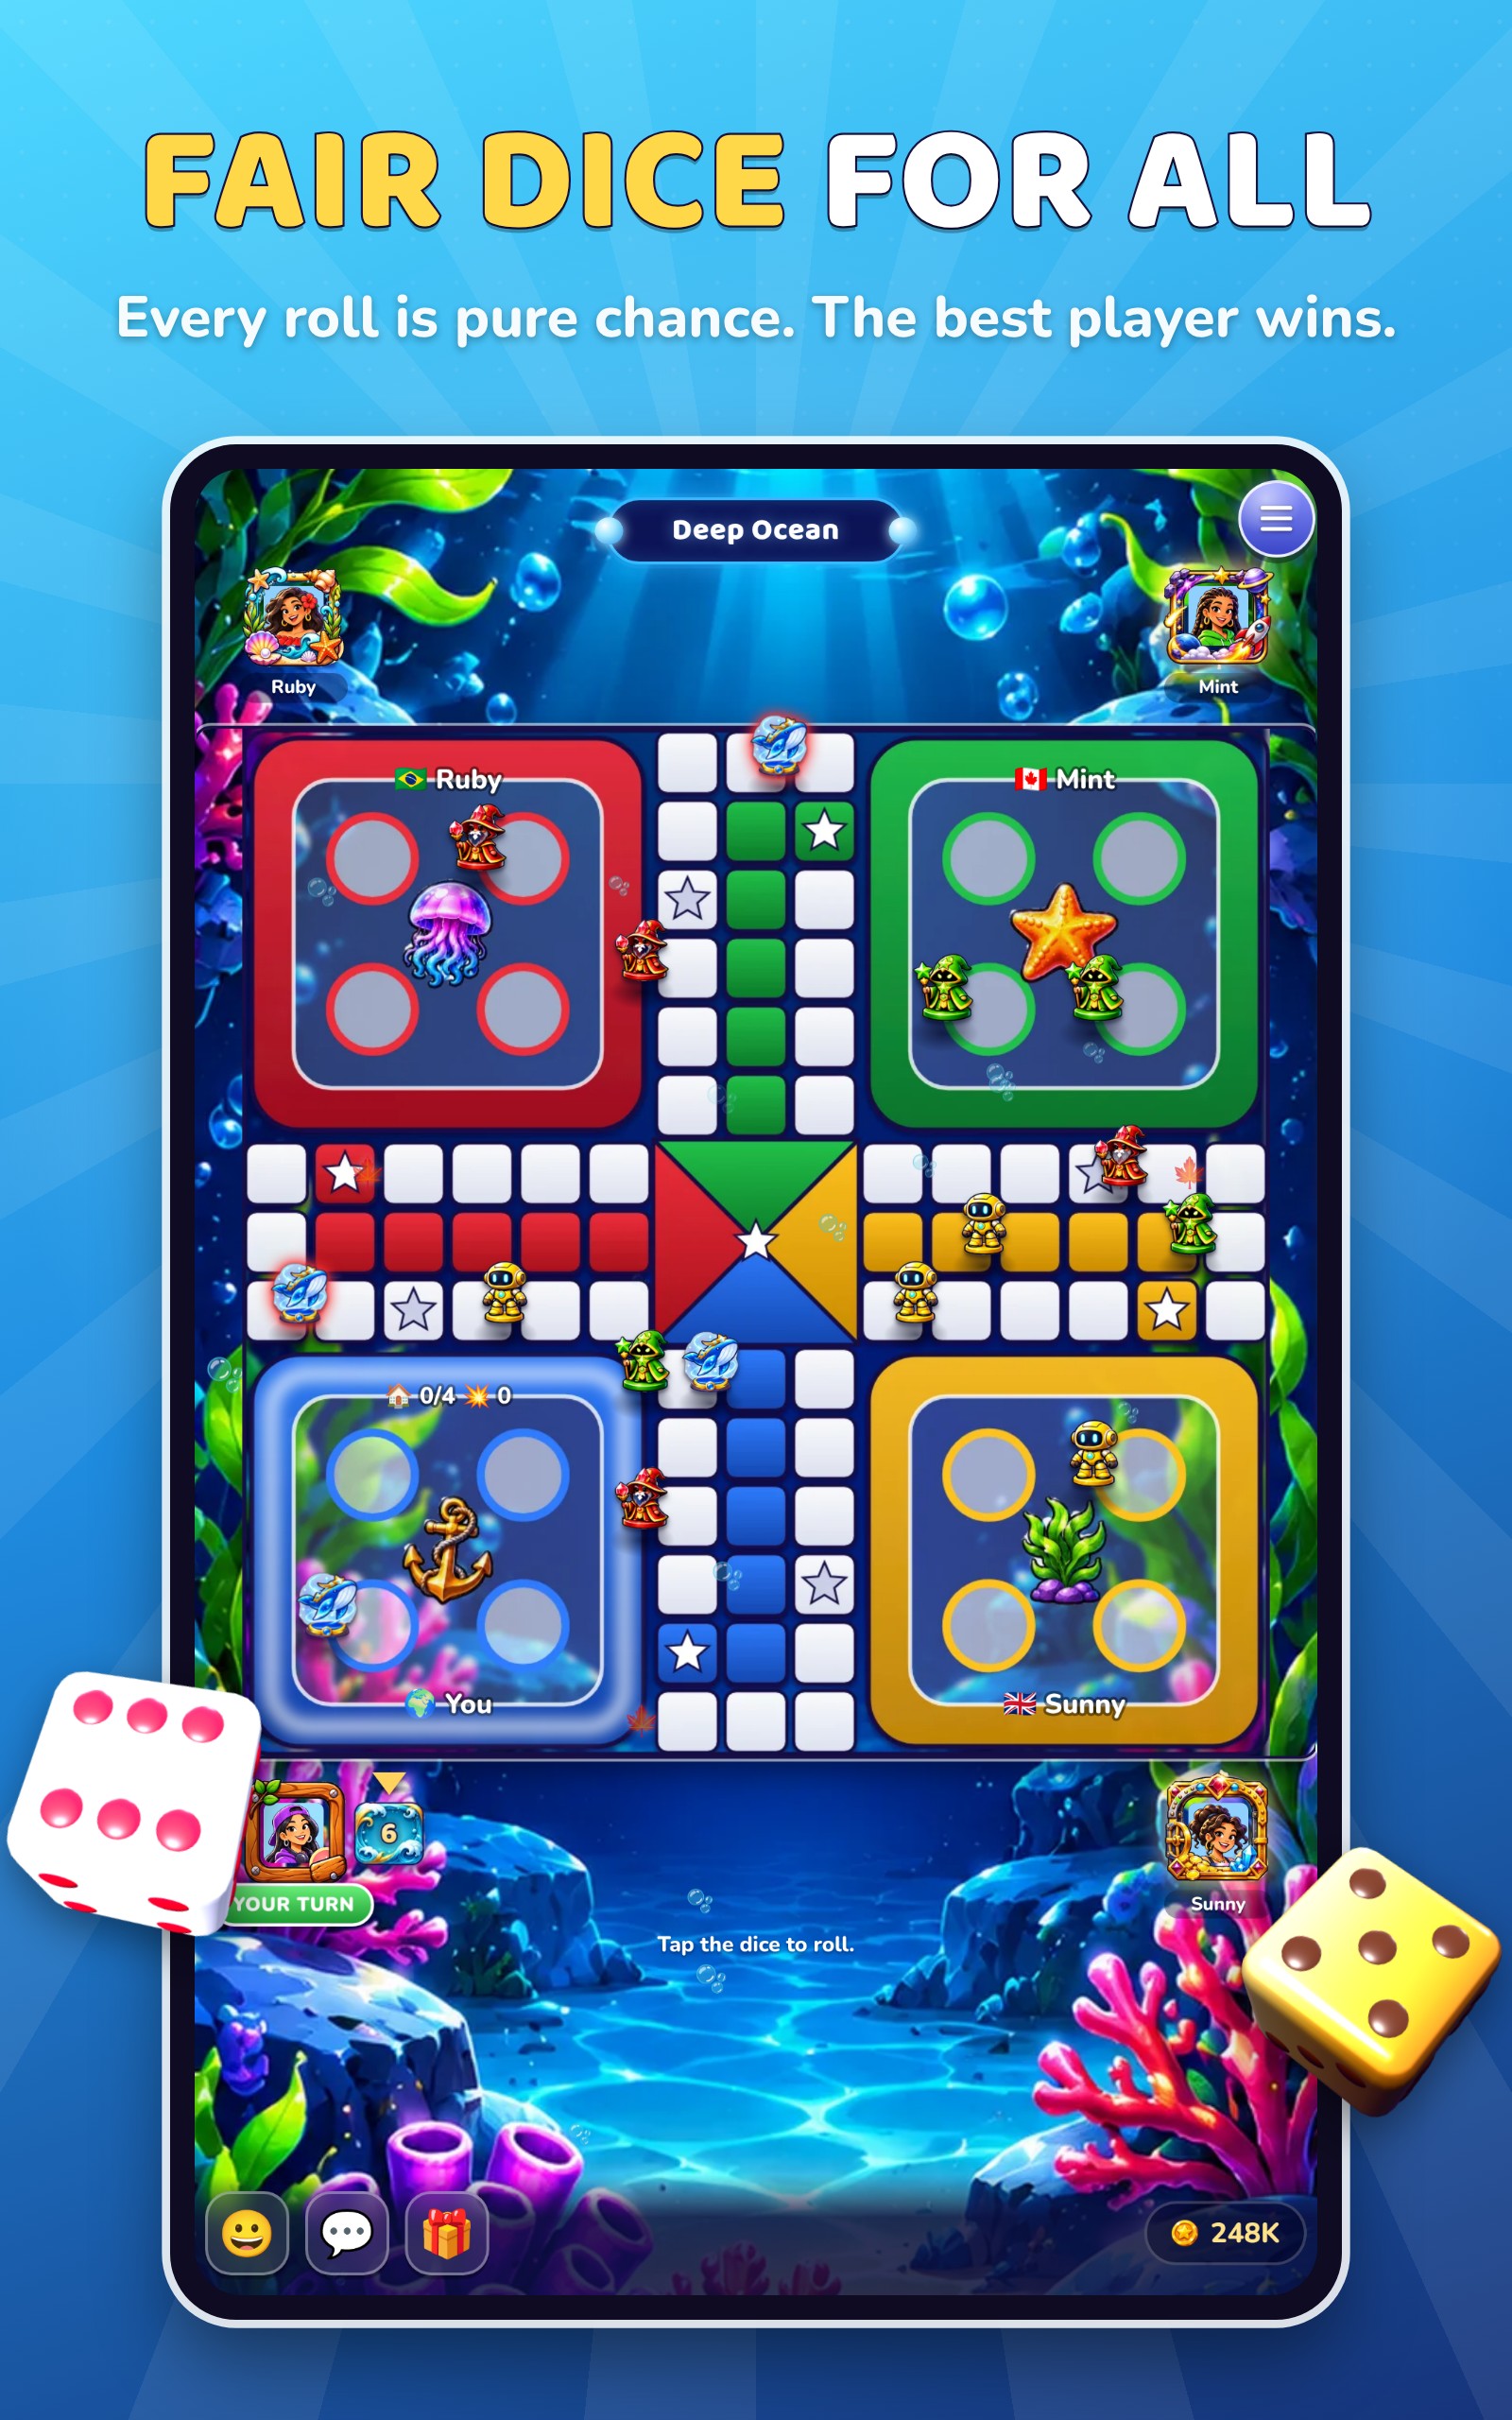 FAIR DICE FOR ALL
Every roll is pure chance. The best player wins.
Deep Ocean
Ruby
Mint
Ruby
Mint
0/4 0
You
Sunny
6
YOUR TURN
Sunny
Tap the dice to roll.
248K